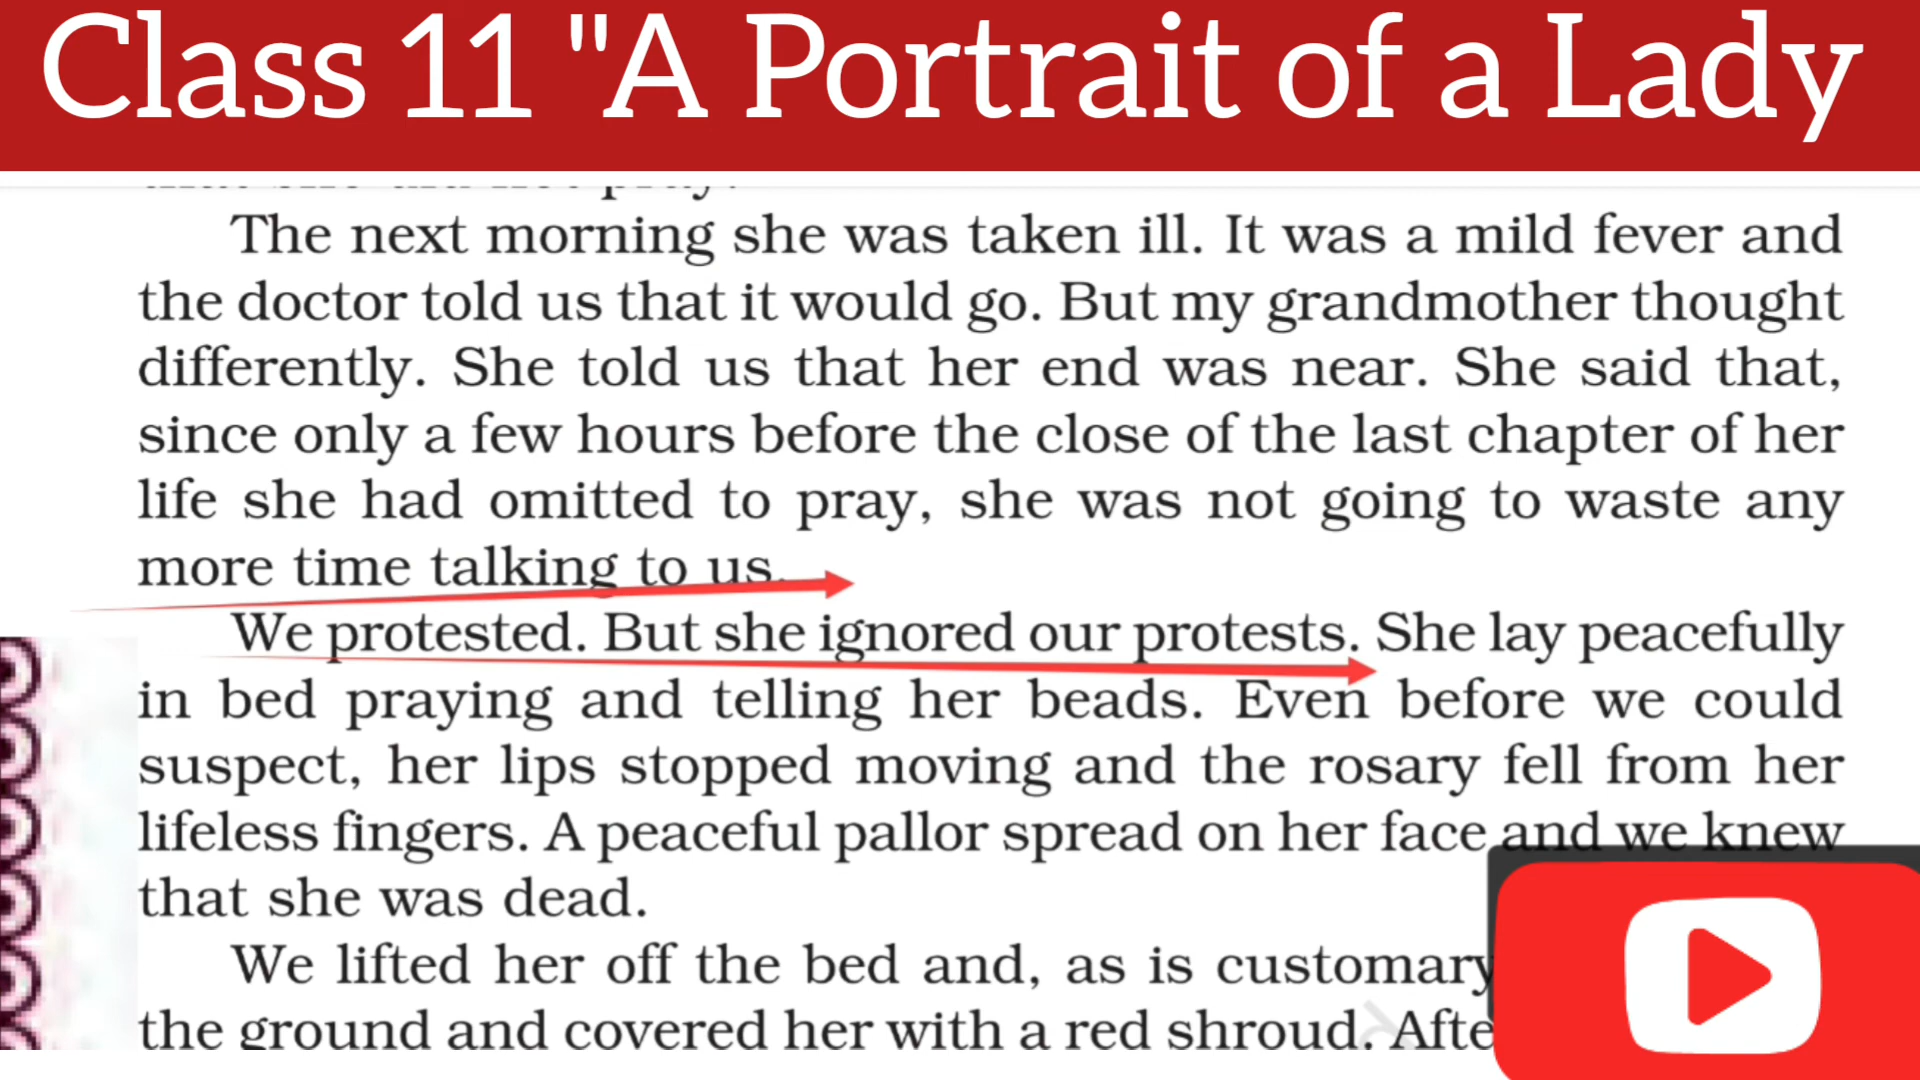 Class 11 "A Portrait of a Lady
The next morning she was taken ill. It was a mild fever and
the doctor told us that it would go. But my grandmother thought
differently. She told us that her end was near. She said that,
since only a few hours before the close of the last chapter of her
life she had omitted to pray, she was not going to waste any
more time talking to us.
We protested. But she ignored our protests. She lay peacefully
in bed praying and telling her beads. Even before we could
suspect, her lips stopped moving and the rosary fell from her
lifeless fingers. A peaceful pallor spread on her face and we knew
that she was dead.
We lifted her off the bed and, as is customary
the ground and covered her with a red shroud. Afte